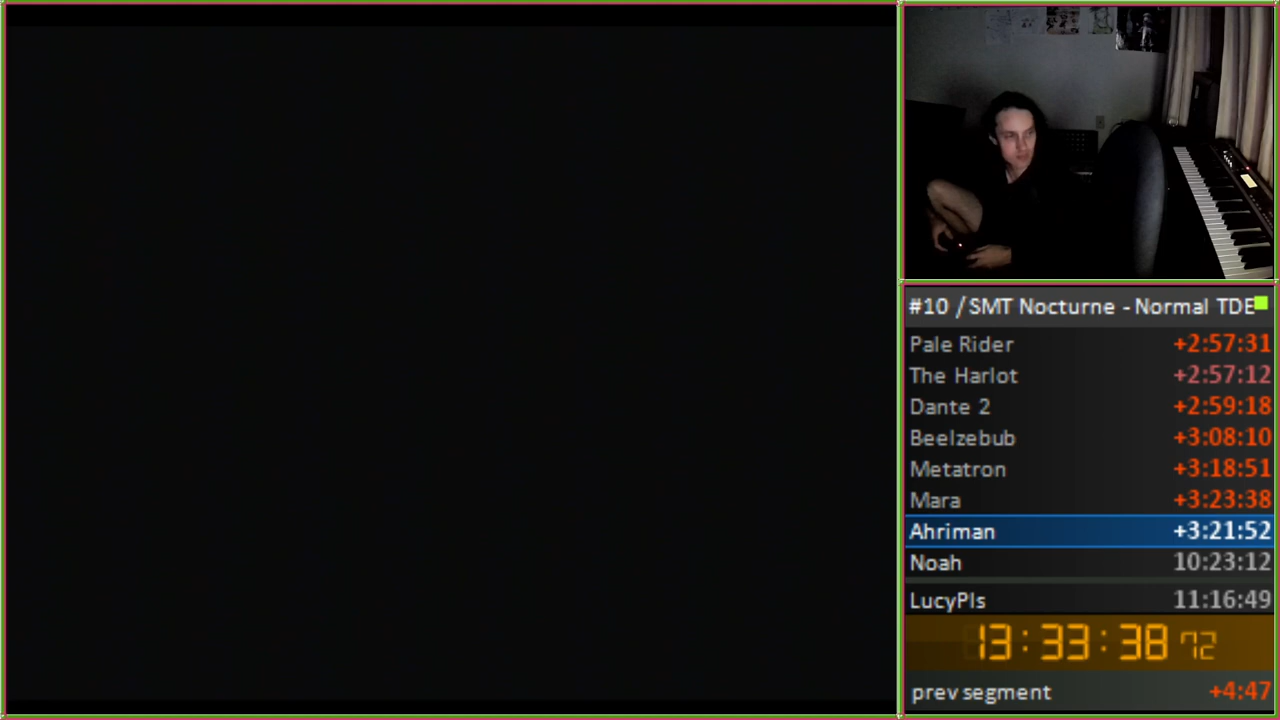 #10 / SMT Nocturne - Normal TDE
Pale Rider +2:57:31
The Harlot +2:57:12
Dante 2 +2:59:18
Beelzebub +3:08:10
Metatron +3:18:51
Mara +3:23:38
Ahriman +3:21:52
Noah 10:23:12
LucyPls 11:16:49
13:33:38 72
prev segment +4:47